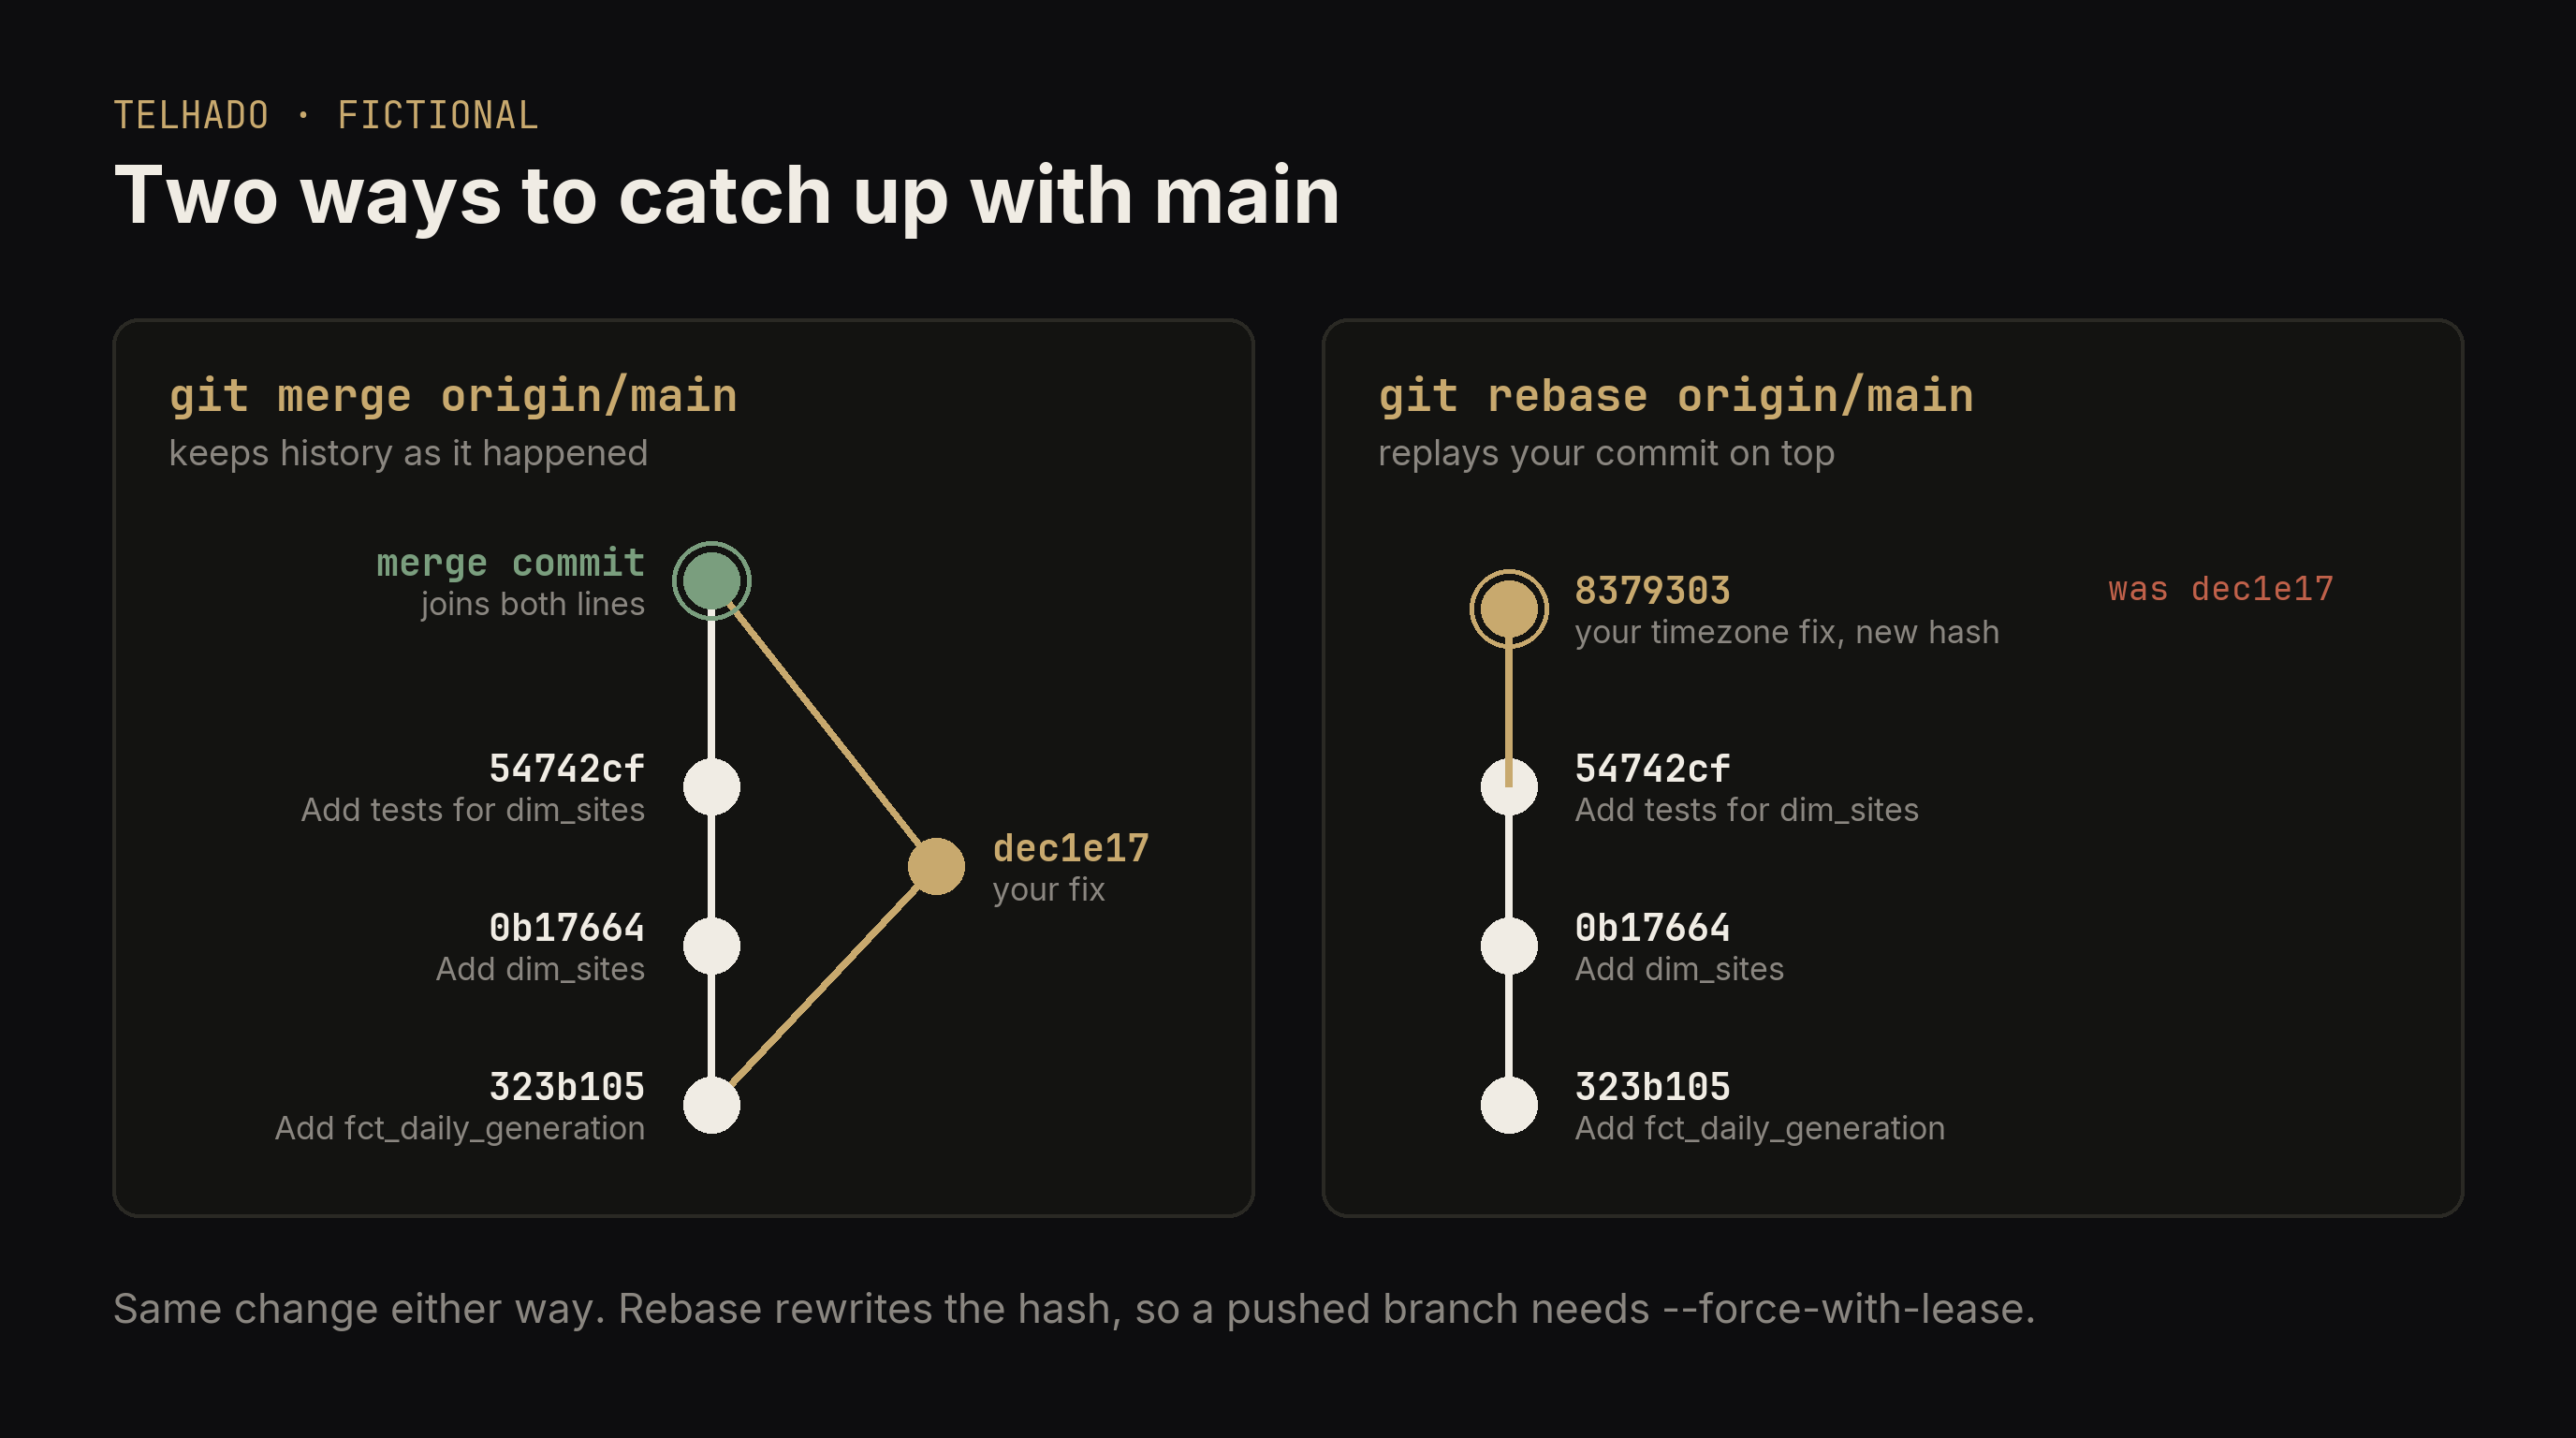 TELHADO · FICTIONAL
Two ways to catch up with main
git merge origin/main
keeps history as it happened
merge commit
joins both lines
54742cf
Add tests for dim_sites
dec1e17
your fix
0b17664
Add dim_sites
323b105
Add fct_daily_generation
git rebase origin/main
replays your commit on top
8379303
was dec1e17
your timezone fix, new hash
54742cf
Add tests for dim_sites
0b17664
Add dim_sites
323b105
Add fct_daily_generation
Same change either way. Rebase rewrites the hash, so a pushed branch needs --force-with-lease.